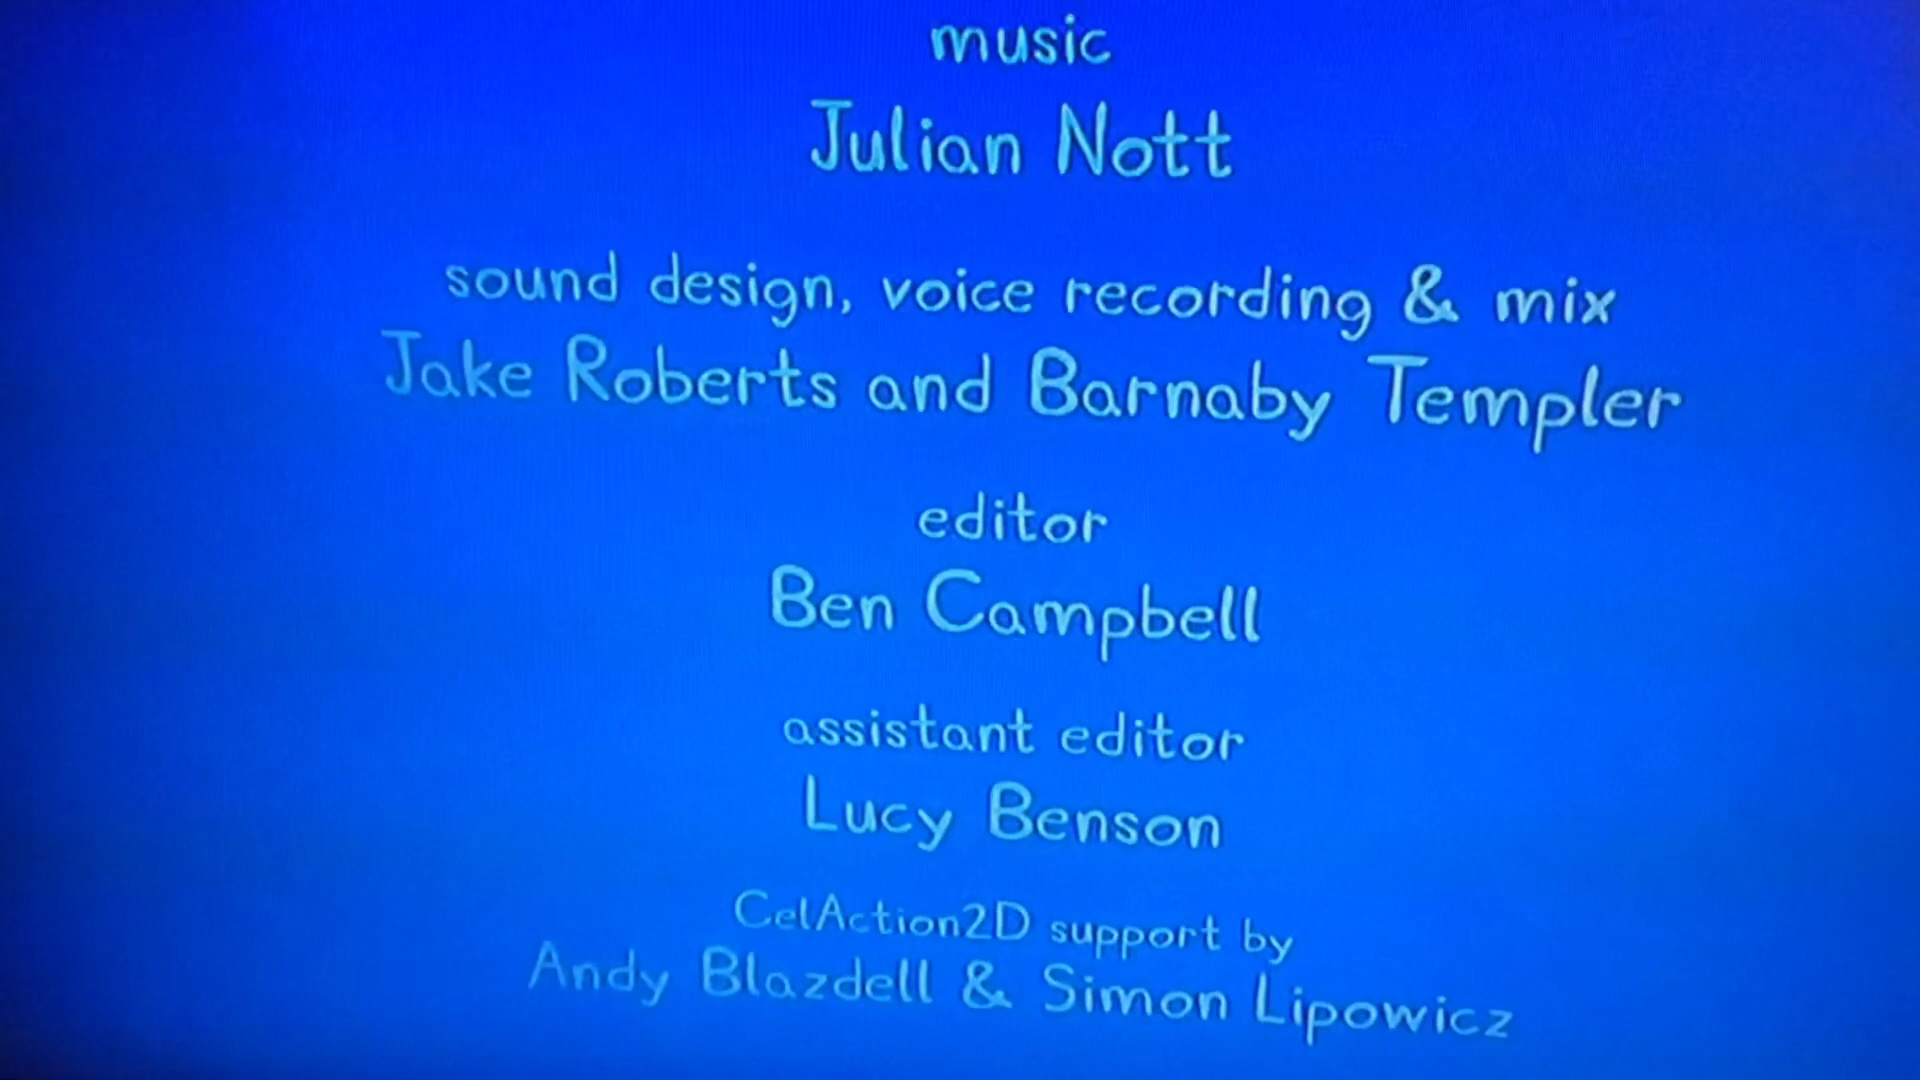 music
Julian Nott
sound design, voice recording & mix
Jake Roberts and Barnaby Templer
editor
Ben Campbell
assistant editor
Lucy Benson
CelAction2D support by
Andy Blazdell & Simon Lipowicz